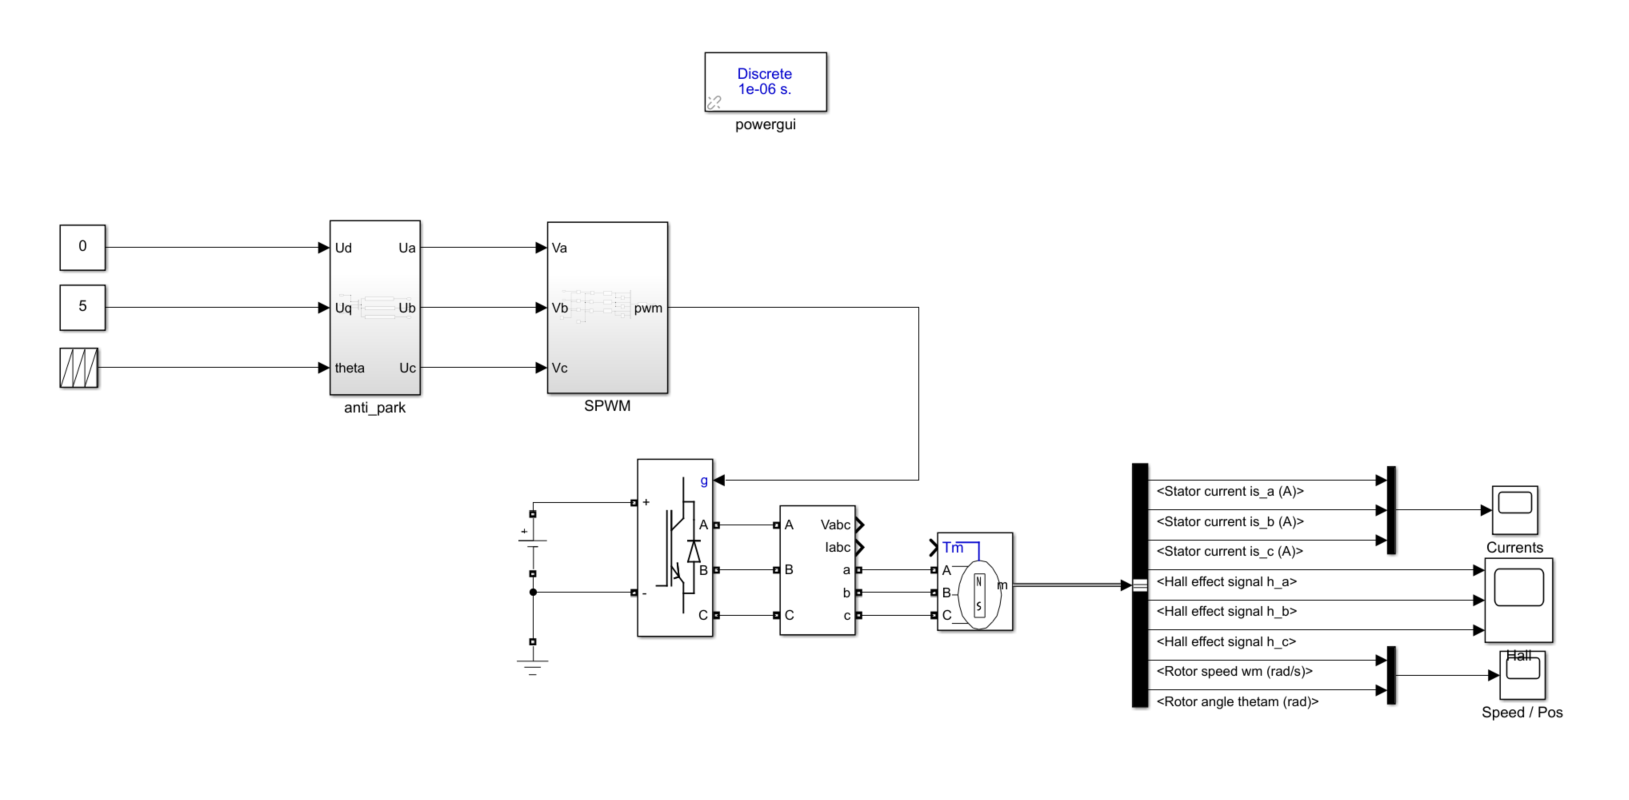 Discrete
1e-06 s.
powergui
0
5
Ud
Uq
theta
Ua
Ub
Uc
anti_park
Va
Vb
Vc
pwm
SPWM
+
+
-
g
A
B
C
A
B
C
Vabc
Iabc
a
b
c
Tm
A
B
C
N
S
m
<Stator current is_a (A)>
<Stator current is_b (A)>
<Stator current is_c (A)>
<Hall effect signal h_a>
<Hall effect signal h_b>
<Hall effect signal h_c>
<Rotor speed wm (rad/s)>
<Rotor angle thetam (rad)>
Currents
Hall
Speed / Pos